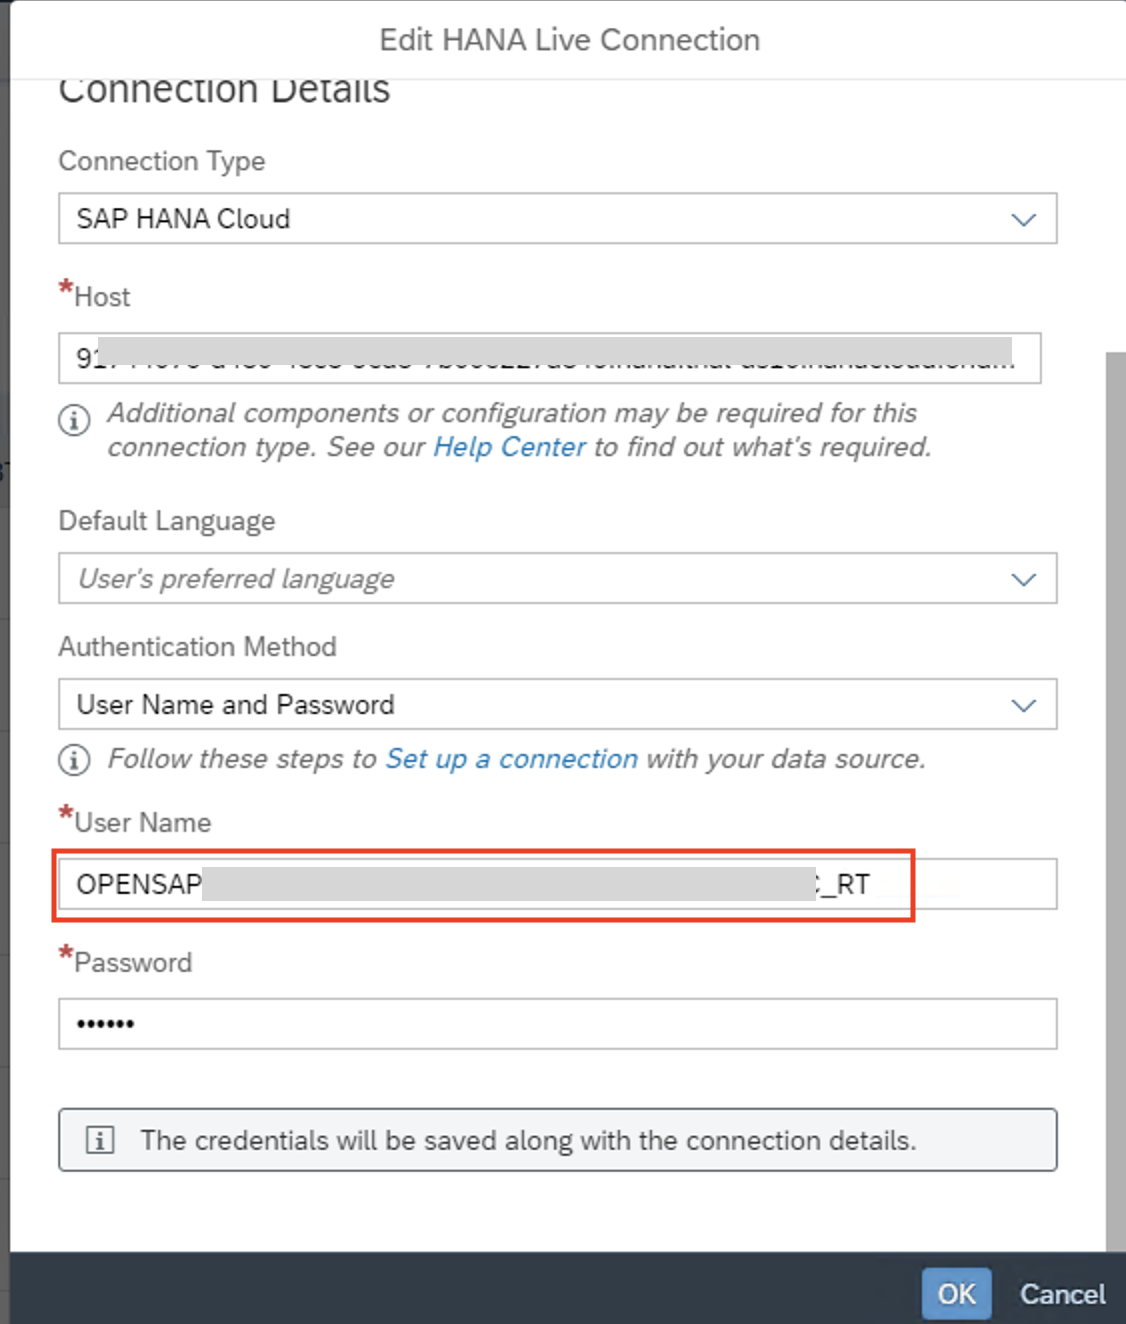 Edit HANA Live Connection
Connection Details
Connection Type
SAP HANA Cloud
*Host
Additional components or configuration may be required for this
connection type. See our Help Center to find out what's required.
Default Language
User's preferred language
Authentication Method
User Name and Password
Follow these steps to Set up a connection with your data source.
*User Name
OPENSAP _RT
*Password
••••••
The credentials will be saved along with the connection details.
OK Cancel